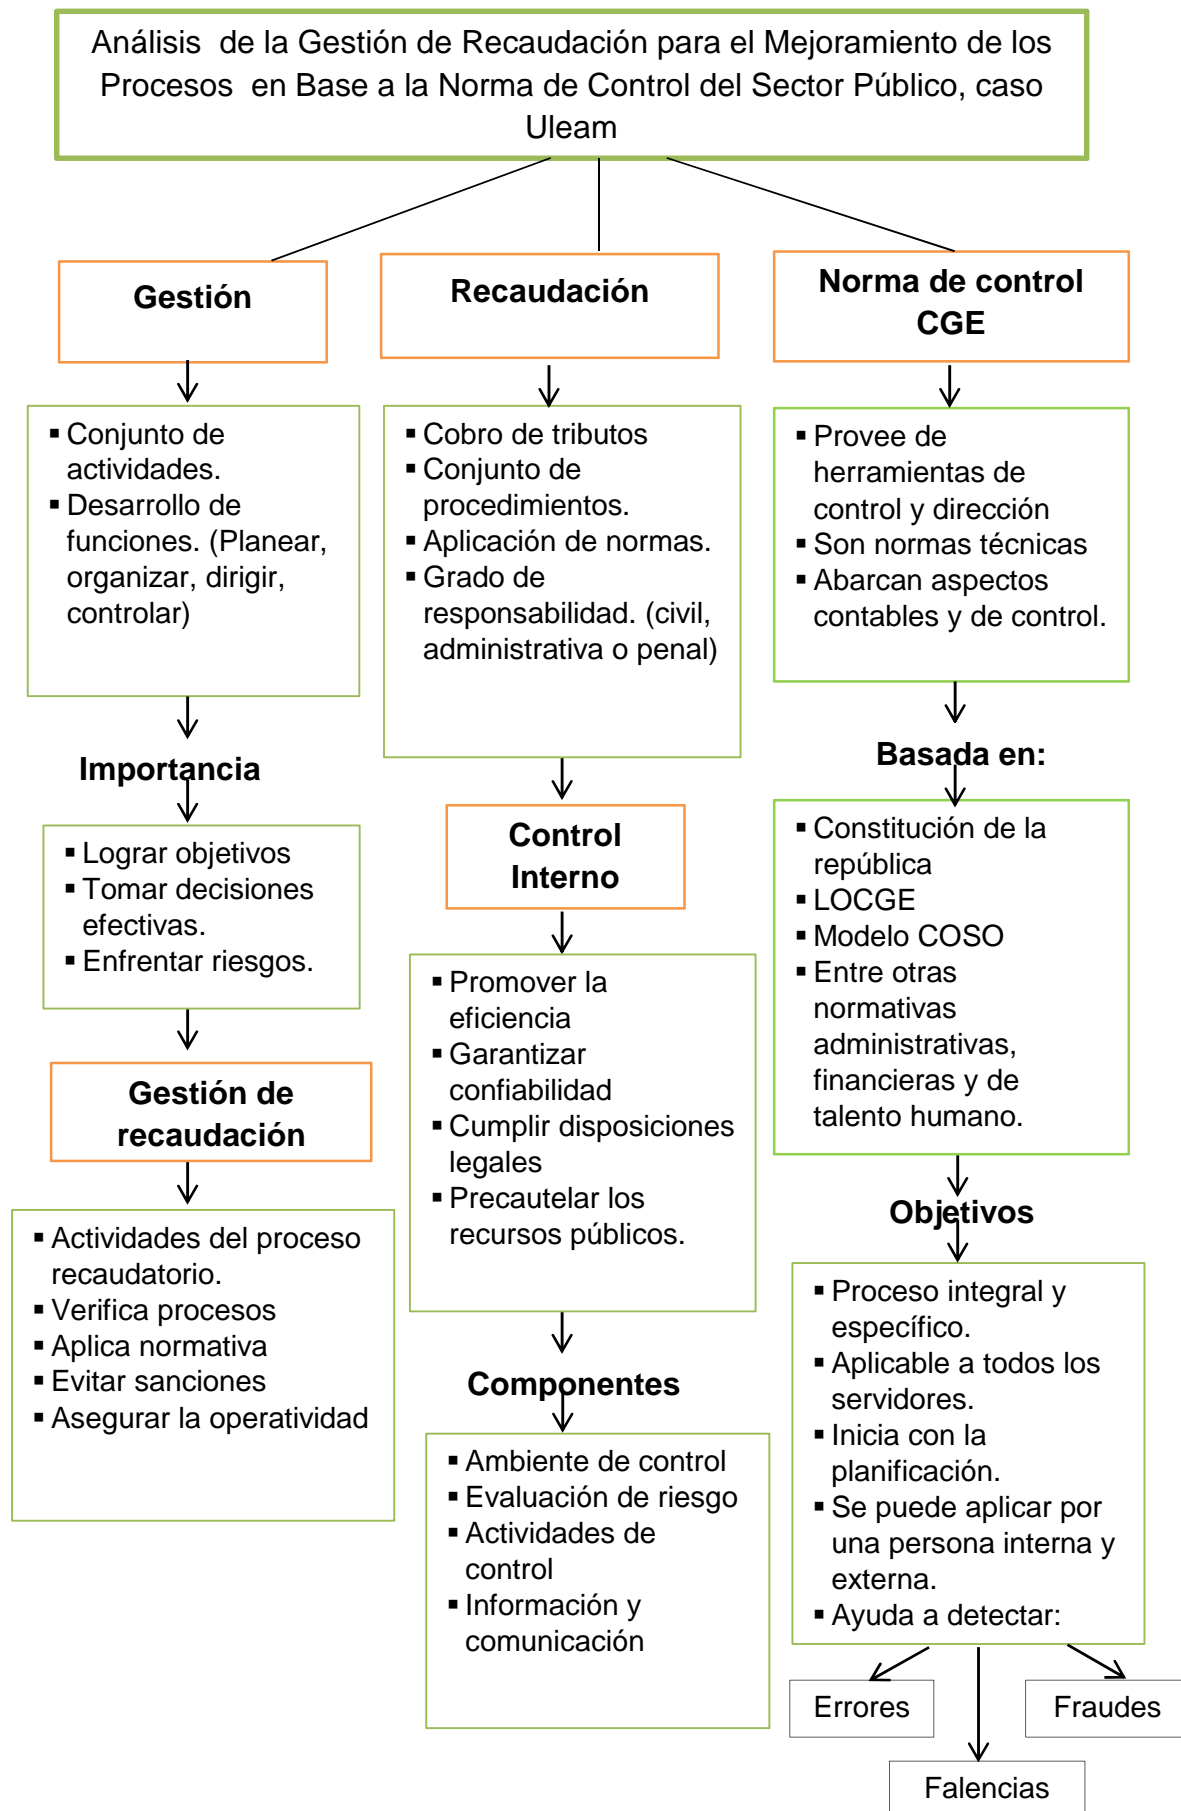 Análisis de la Gestión de Recaudación para el Mejoramiento de los
Procesos en Base a la Norma de Control del Sector Público, caso
Uleam
Gestión
▪ Conjunto de
actividades.
▪ Desarrollo de
funciones. (Planear,
organizar, dirigir,
controlar)
Importancia
▪ Lograr objetivos
▪ Tomar decisiones
efectivas.
▪ Enfrentar riesgos.
Gestión de
recaudación
▪ Actividades del proceso
recaudatorio.
▪ Verifica procesos
▪ Aplica normativa
▪ Evitar sanciones
▪ Asegurar la operatividad
Recaudación
▪ Cobro de tributos
▪ Conjunto de
procedimientos.
▪ Aplicación de normas.
▪ Grado de
responsabilidad. (civil,
administrativa o penal)
Control
Interno
▪ Promover la
eficiencia
▪ Garantizar
confiabilidad
▪ Cumplir disposiciones
legales
▪ Precautelar los
recursos públicos.
Componentes
▪ Ambiente de control
▪ Evaluación de riesgo
▪ Actividades de
control
▪ Información y
comunicación
Norma de control
CGE
▪ Provee de
herramientas de
control y dirección
▪ Son normas técnicas
▪ Abarcan aspectos
contables y de control.
Basada en:
▪ Constitución de la
república
▪ LOCGE
▪ Modelo COSO
▪ Entre otras
normativas
administrativas,
financieras y de
talento humano.
Objetivos
▪ Proceso integral y
específico.
▪ Aplicable a todos los
servidores.
▪ Inicia con la
planificación.
▪ Se puede aplicar por
una persona interna y
externa.
▪ Ayuda a detectar:
Errores
Fraudes
Falencias